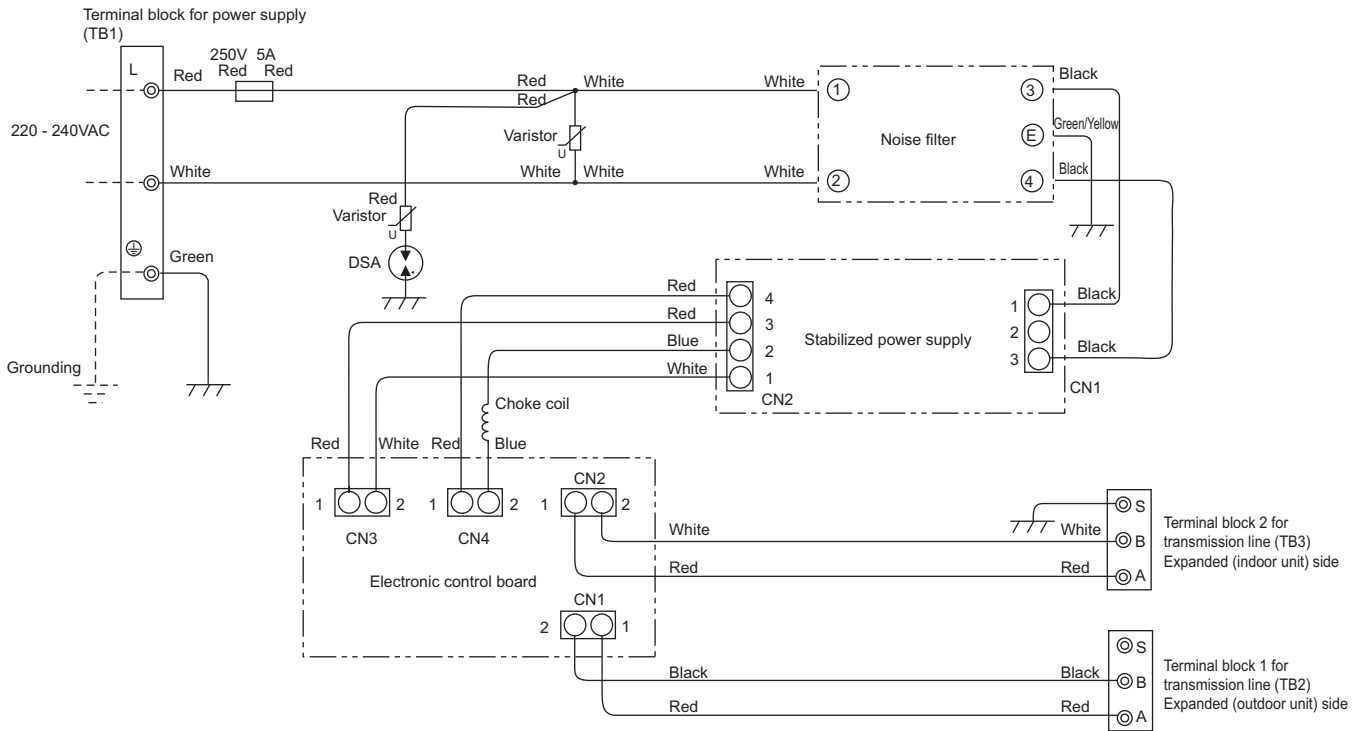 Terminal block for power supply
(TB1)
250V 5A
L
Red
Red Red
Red
White
White
Red
Black
1
3
220 - 240VAC
Varistor
U
Noise filter
Green/Yellow
E
White
White White
White
2
Black
4
Red
Varistor
U
Green
DSA
Red
4
Black
1
Red
3
2
Stabilized power supply
Blue
2
Black
3
White
1
CN2
CN1
Grounding
Choke coil
Red White Red Blue
1 2 1 2
CN3 CN4
CN2
1 2
Electronic control board
White
White
Red
Red
S
B
A
Terminal block 2 for
transmission line (TB3)
Expanded (indoor unit) side
CN1
2 1
Black
Black
Red
Red
S
B
A
Terminal block 1 for
transmission line (TB2)
Expanded (outdoor unit) side